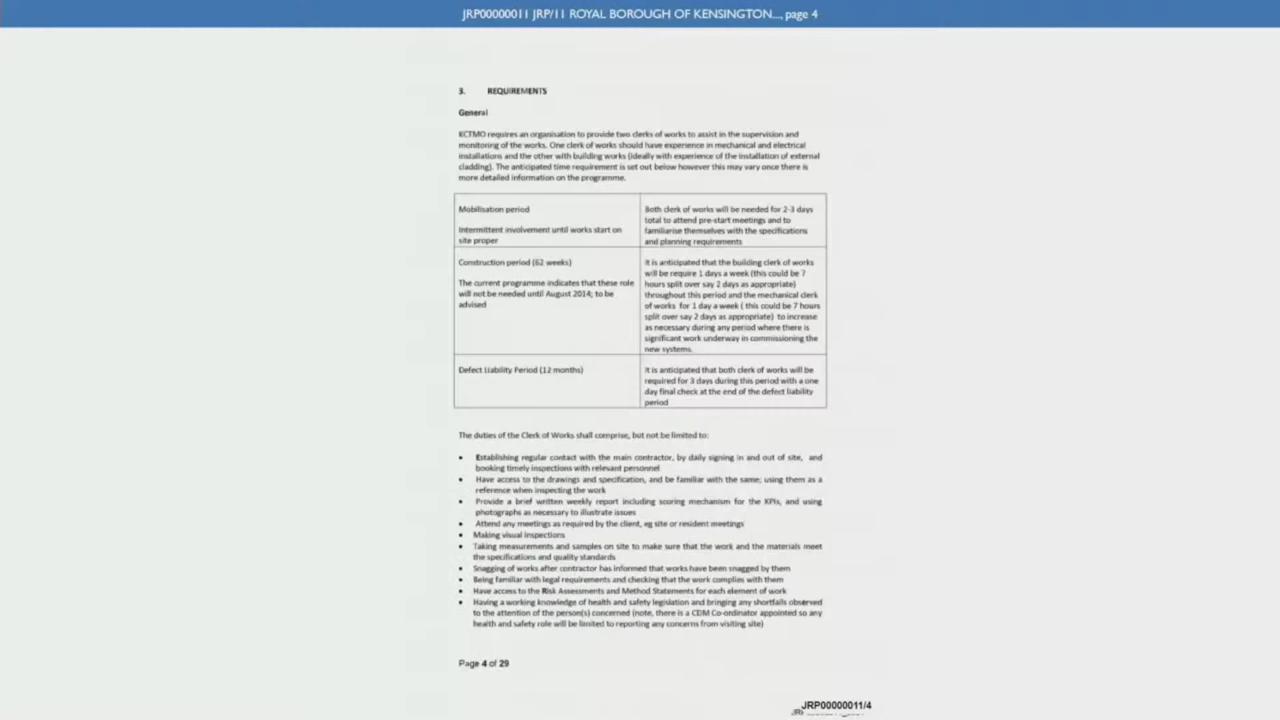 JRP00000011 JRP/11 ROYAL BOROUGH OF KENSINGTON..., page 4
3. REQUIREMENTS
General
KCTMO requires an organisation to provide two clerks of works to assist in the supervision and
monitoring of the works. One clerk of works should have experience in mechanical and electrical
installations and the other with building works (ideally with experience of the installation of external
cladding). The anticipated time requirement is set out below however this may vary once there is
more detailed information on the programme.
Mobilisation period
Intermittent involvement until works start on
site proper
Both clerk of works will be needed for 2-3 days
total to attend pre-start meetings and to
familiarise themselves with the specifications
and planning requirements
Construction period (62 weeks)
The current programme indicates that these role
will not be needed until August 2014; to be
advised
It is anticipated that the building clerk of works
will be require 1 days a week (this could be 7
hours split over say 2 days as appropriate)
throughout this period and the mechanical clerk
of works for 1 day a week ( this could be 7 hours
split over say 2 days as appropriate) to increase
as necessary during any period where there is
significant work underway in commissioning the
new systems.
Defect Liability Period (12 months)
It is anticipated that both clerk of works will be
required for 3 days during this period with a one
day final check at the end of the defect liability
period
The duties of the Clerk of Works shall comprise, but not be limited to:
• Establishing regular contact with the main contractor, by daily signing in and out of site, and
booking timely inspections with relevant personnel
• Have access to the drawings and specification, and be familiar with the same; using them as a
reference when inspecting the work
• Provide a brief written weekly report including scoring mechanism for the KPIs, and using
photographs as necessary to illustrate issues
• Attend any meetings as required by the client, eg site or resident meetings
• Making visual inspections
• Taking measurements and samples on site to make sure that the work and the materials meet
the specifications and quality standards
• Snagging of works after contractor has informed that works have been snagged by them
• Being familiar with legal requirements and checking that the work complies with them
• Have access to the Risk Assessments and Method Statements for each element of work
• Having a working knowledge of health and safety legislation and bringing any shortfalls observed
to the attention of the person(s) concerned (note, there is a CDM Co-ordinator appointed so any
health and safety role will be limited to reporting any concerns from visiting site)
Page 4 of 29
JRP00000011/4